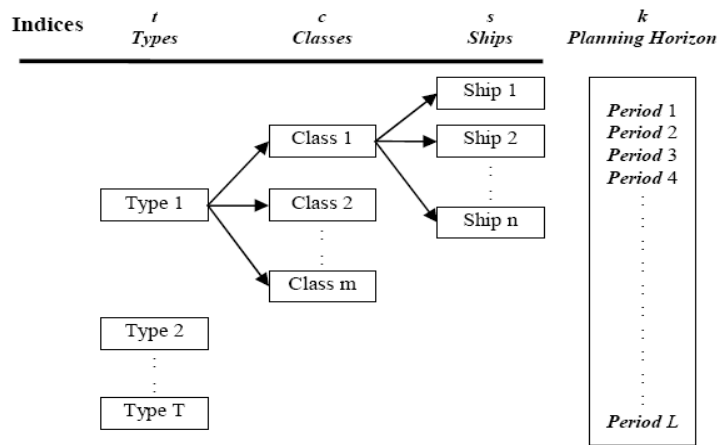 Indices
t
Types
c
Classes
s
Ships
k
Planning Horizon
Ship 1
Class 1
Ship 2
Type 1
Class 2
Ship n
Class m
Type 2
Type T
Period 1
Period 2
Period 3
Period 4
Period L